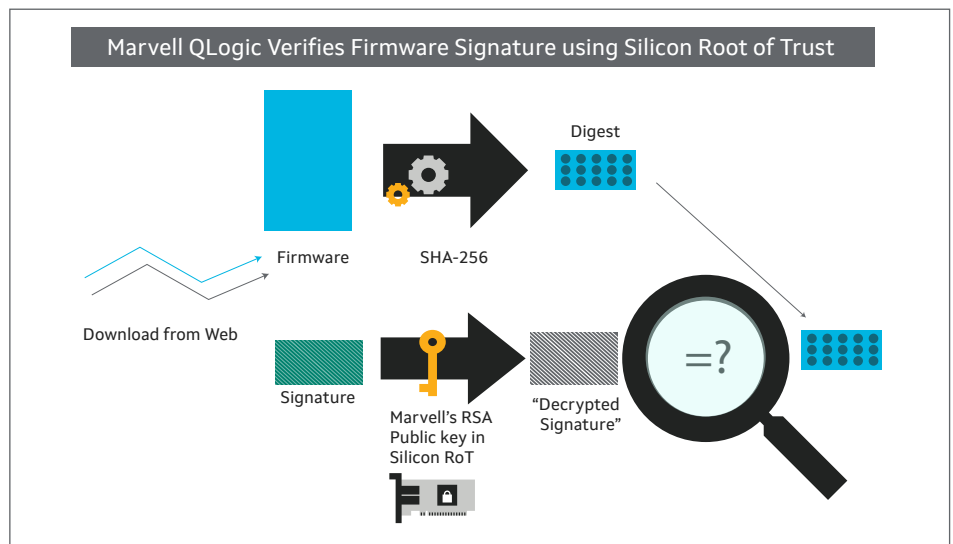 Marvell QLogic Verifies Firmware Signature using Silicon Root of Trust
Digest
Firmware
SHA-256
Download from Web
=?
Signature
Marvell’s RSA
Public key in
Silicon RoT
“Decrypted
Signature”